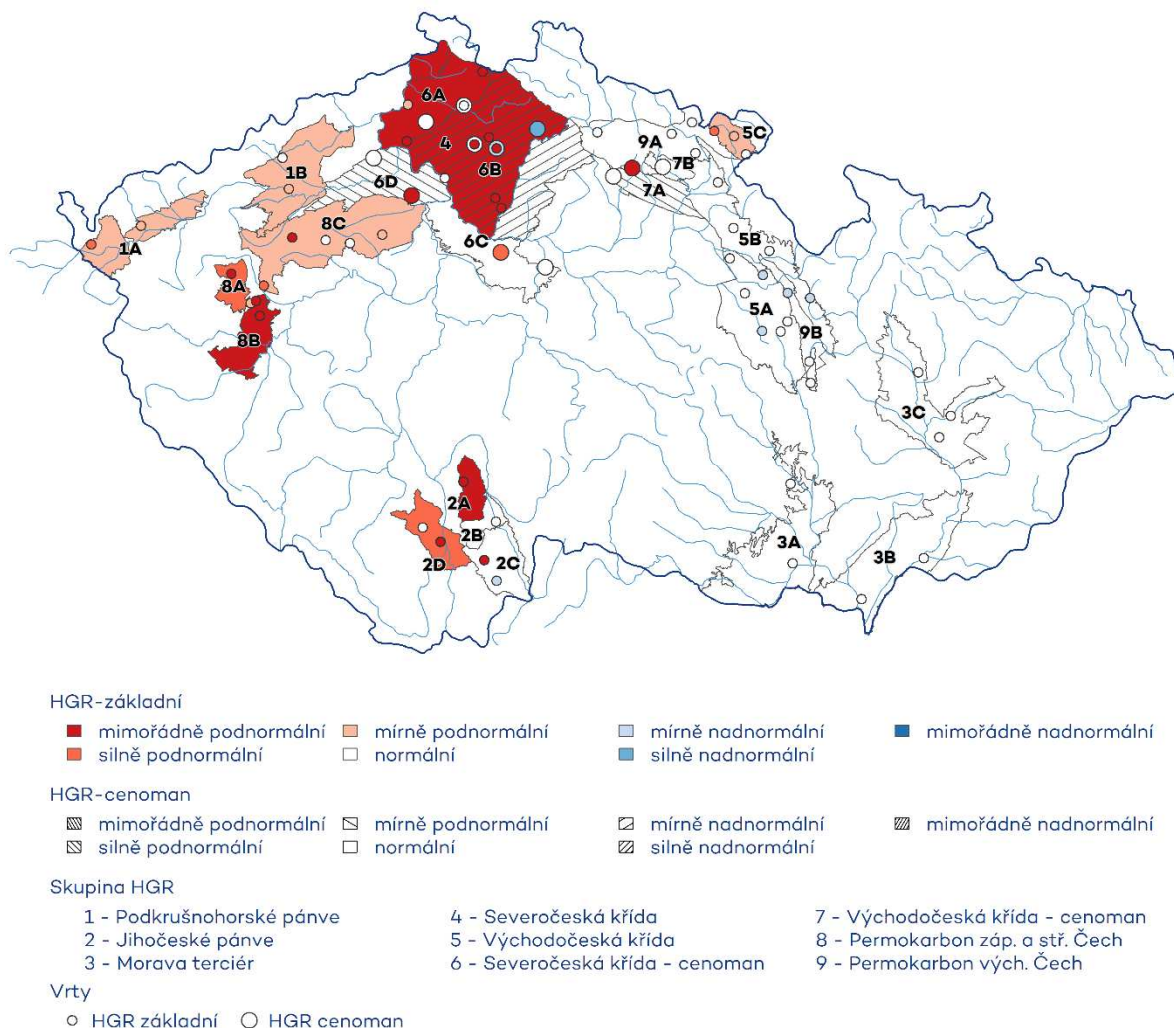 6A
5C
9A
4
7B
1B
6B
6D
7A
8C
1A
6C
5B
8A
5A
9B
8B
3C
2A
2B
3A
2D
2C
3B
HGR-základní
mimořádně podnormální mírně podnormální mírně nadnormální mimořádně nadnormální
silně podnormální normální silně nadnormální
HGR-cenoman
mimořádně podnormální mírně podnormální mírně nadnormální mimořádně nadnormální
silně podnormální normální silně nadnormální
Skupina HGR
1 - Podkrušnohorské pánve 4 - Severočeská křída 7 - Východočeská křída - cenoman
2 - Jihočeské pánve 5 - Východočeská křída 8 - Permokarbon záp. a stř. Čech
3 - Morava terciér 6 - Severočeská křída - cenoman 9 - Permokarbon vých. Čech
Vrty
HGR základní HGR cenoman